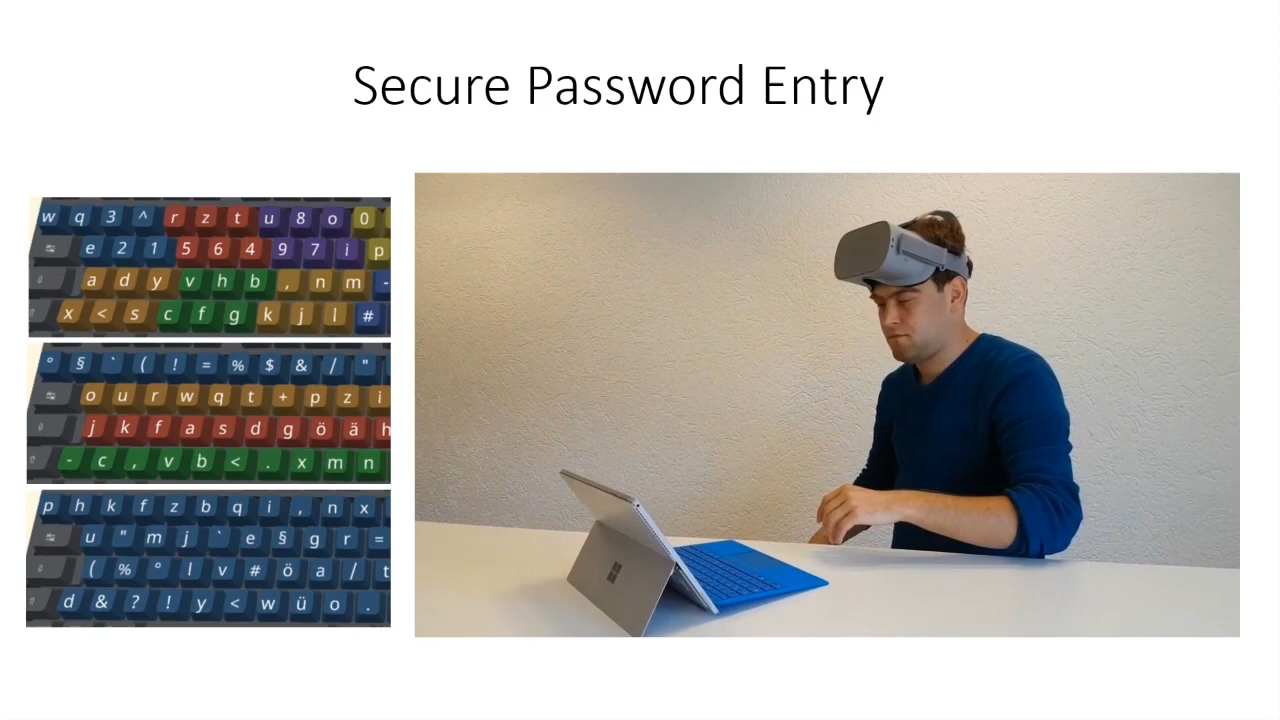 Secure Password Entry
w q 3 ^ r z t u 8 o 0
e 2 1 5 6 4 9 7 i p
a d y v h b , n m -
x < s c f g k j l #
° § ` ( ! = % $ & / "
o u r w q t + p z i
j k f a s d g ö ä h
- c , v b < . x m n
p h k f z b q i , n x
u " m j ` e § g r =
( % ° l v # ö a / t
d & ? ! y < w ü o .